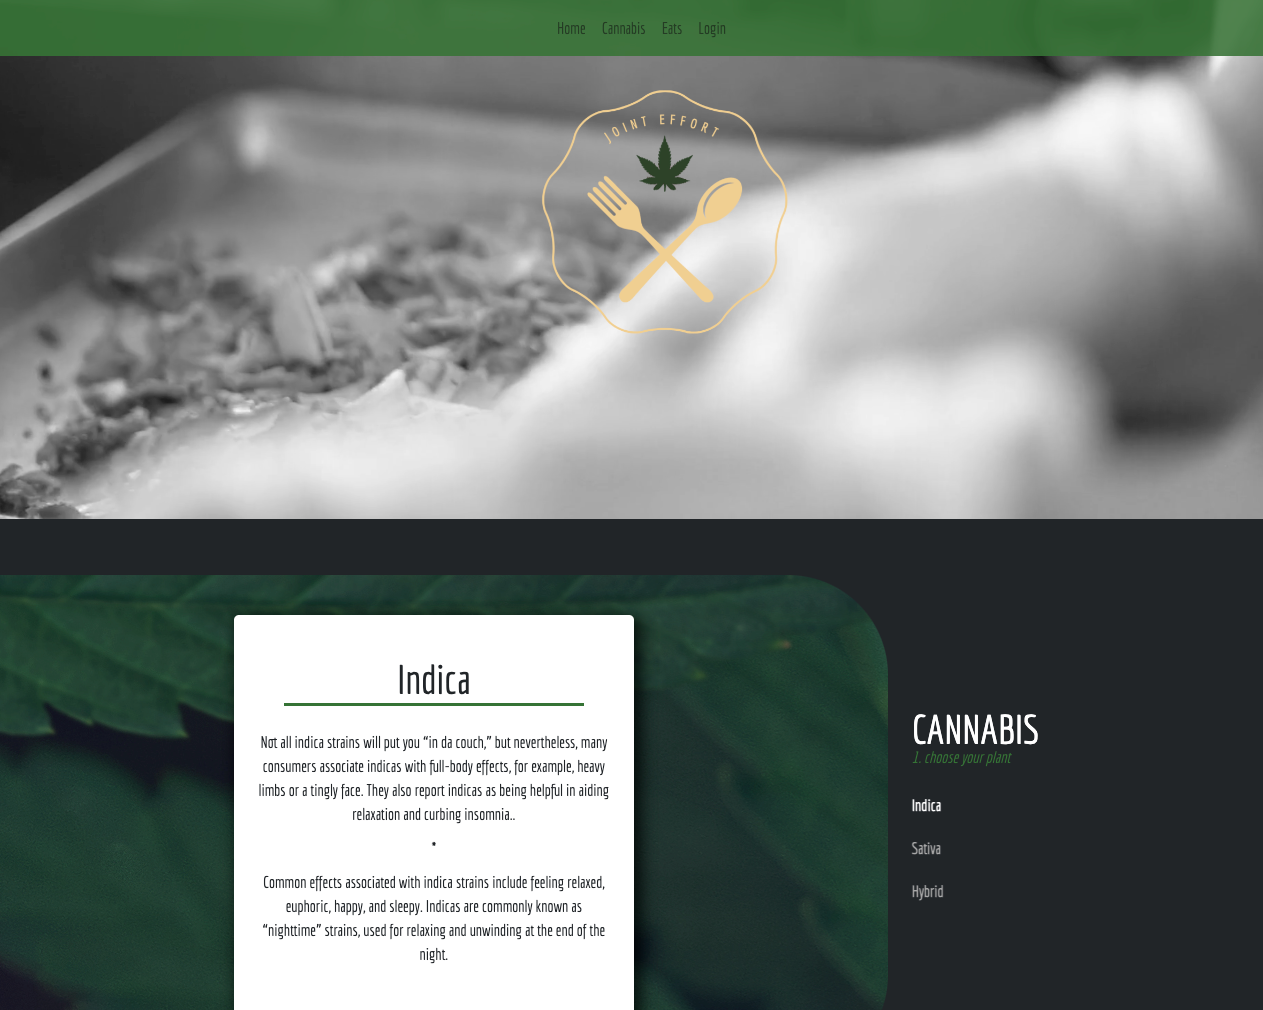 Home Cannabis Eats Login
JOINT EFFORT
Indica
Not all indica strains will put you “in da couch,” but nevertheless, many
consumers associate indicas with full-body effects, for example, heavy
limbs or a tingly face. They also report indicas as being helpful in aiding
relaxation and curbing insomnia..
•
Common effects associated with indica strains include feeling relaxed,
euphoric, happy, and sleepy. Indicas are commonly known as
“nighttime” strains, used for relaxing and unwinding at the end of the
night.
CANNABIS
1. choose your plant
Indica
Sativa
Hybrid